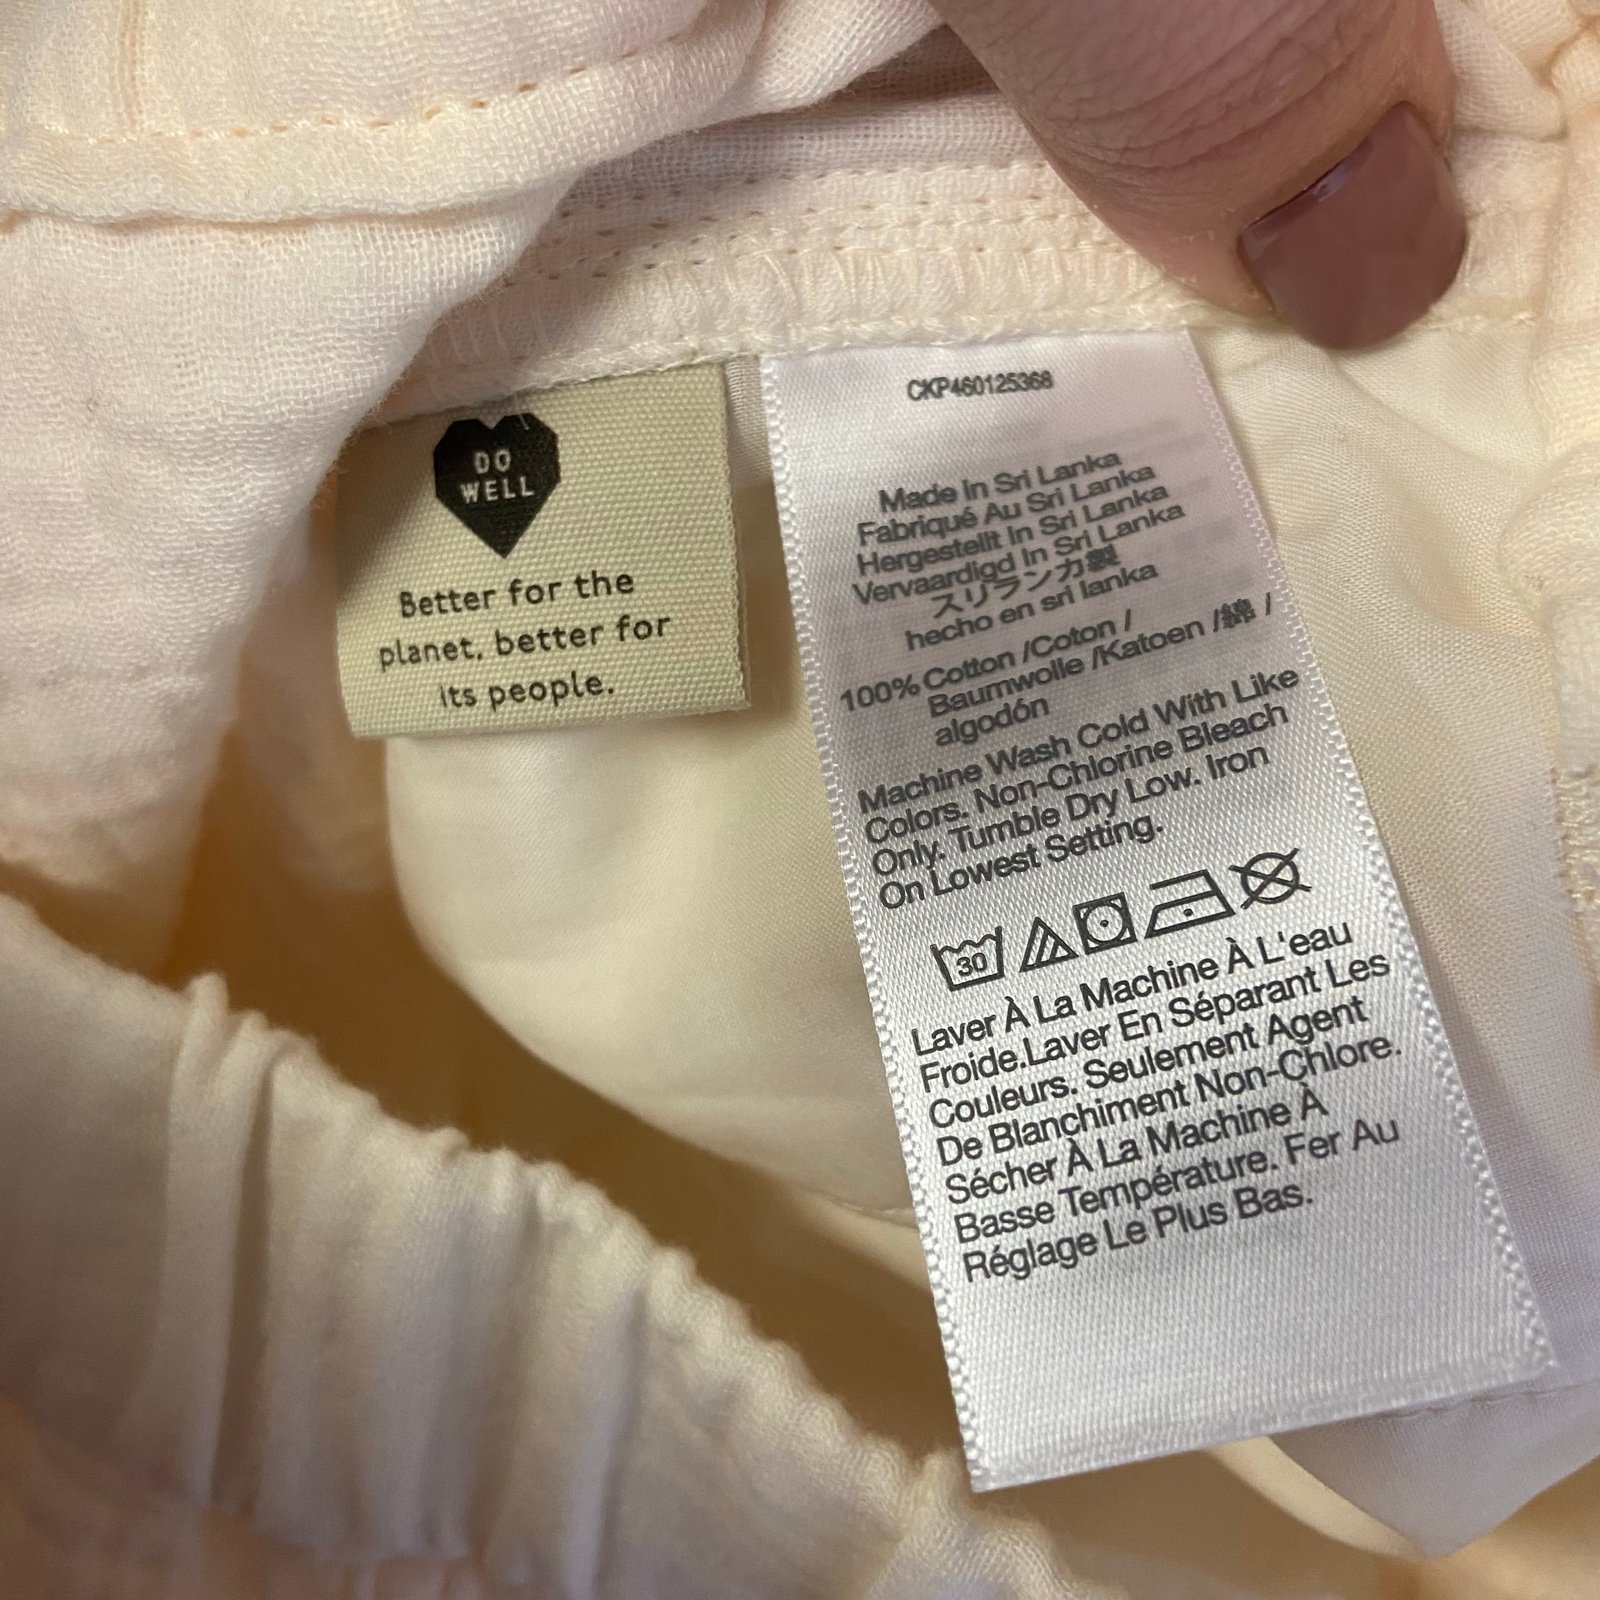 DO
WELL
Better for the
planet, better for
its people.
CKP460125368
Made In Sri Lanka
Fabriqué Au Sri Lanka
Hergestellt In Sri Lanka
Vervaardigd In Sri Lanka
スリランカ製
hecho en sri lanka
100% Cotton /Coton /
Baumwolle /Katoen /綿 /
algodón
Machine Wash Cold With Like
Colors. Non-Chlorine Bleach
Only. Tumble Dry Low. Iron
On Lowest Setting.
30
Laver À La Machine À L'eau
Froide.Laver En Séparant Les
Couleurs. Seulement Agent
De Blanchiment Non-Chlore.
Sécher À La Machine À
Basse Température. Fer Au
Réglage Le Plus Bas.